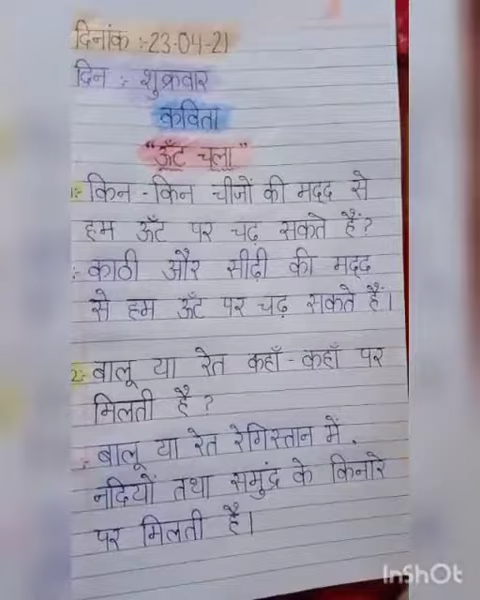 दिनांक :-23-04-21
दिन :- शुक्रवार
कविता
"ऊँट चला"
1:- किन-किन चीजों की मदद से
हम ऊँट पर चढ़ सकते हैं?
:- काठी और सीढ़ी की मदद
से हम ऊँट पर चढ़ सकते हैं।
2:- बालू या रेत कहाँ-कहाँ पर
मिलती है?
:- बालू या रेत रेगिस्तान में,
नदियों तथा समुंद्र के किनारे
पर मिलती है।
InShOt